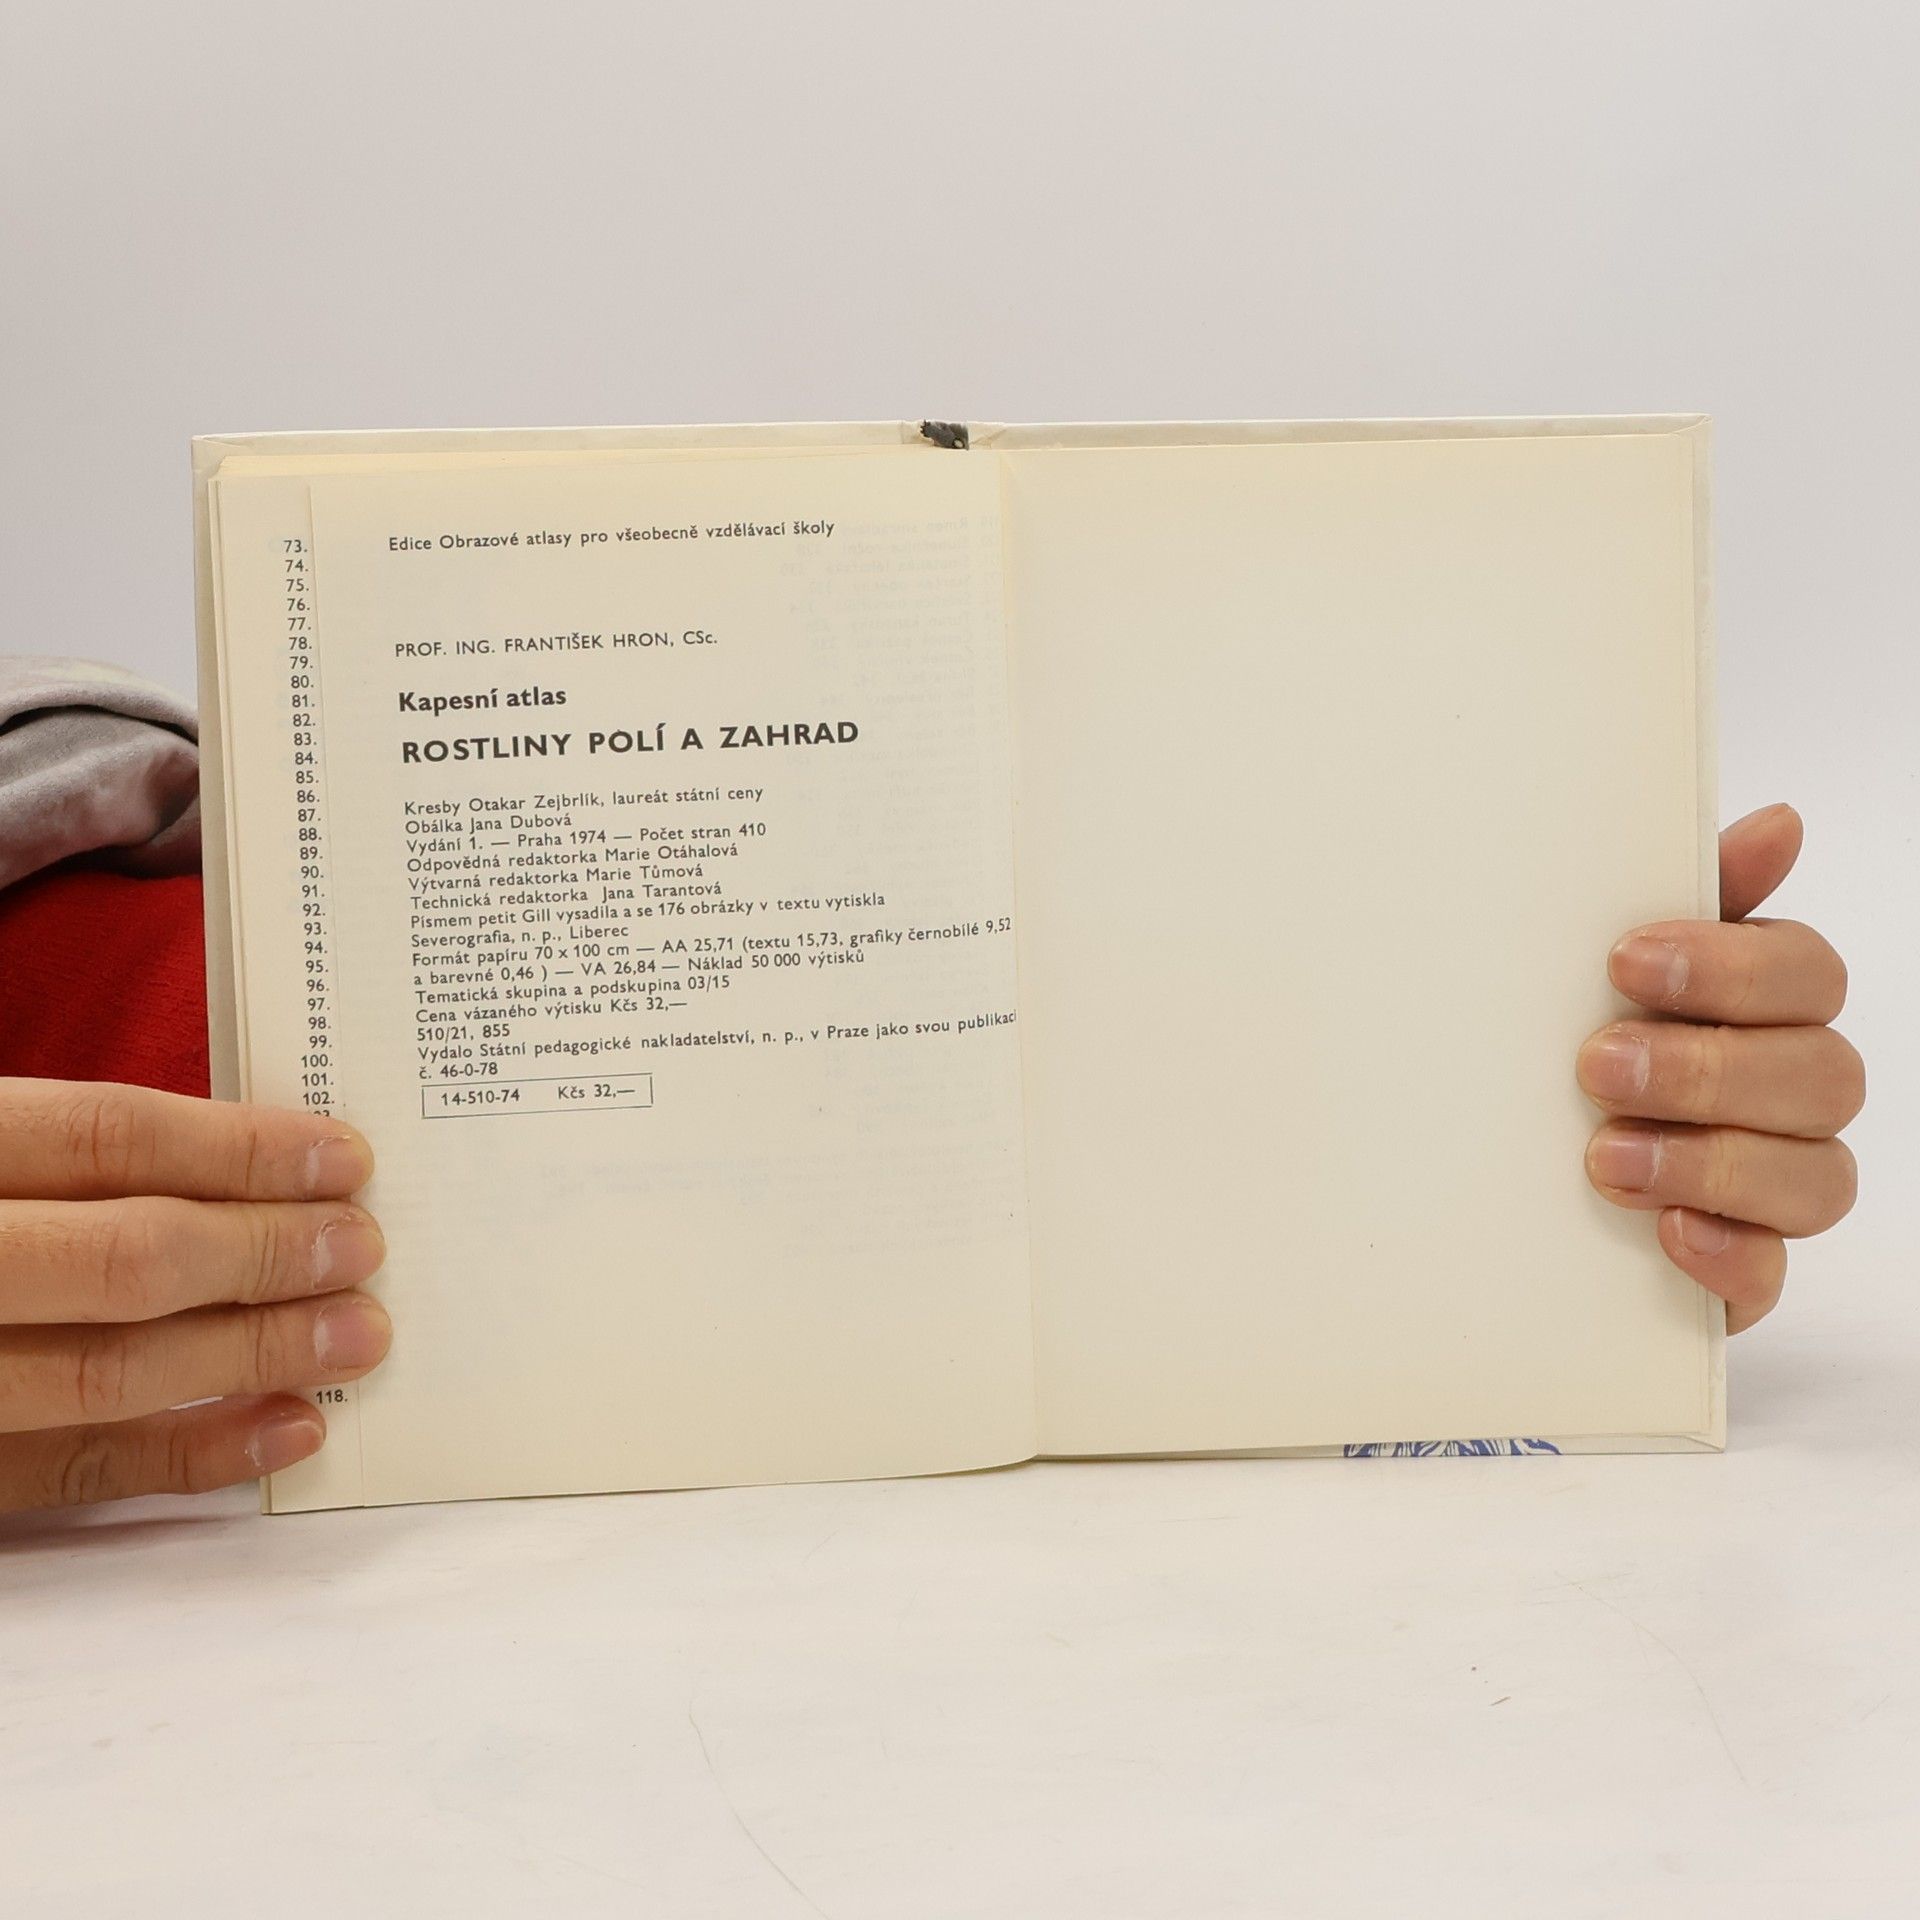 73.
74.
75.
76.
77.
78.
79.
80.
81.
82.
83.
84.
85.
86.
87.
88.
89.
90.
91.
92.
93.
94.
95.
96.
97.
98.
99.
100.
101.
102.
118.
Edice Obrazové atlasy pro všeobecně vzdělávací školy
PROF. ING. FRANTIŠEK HRON, CSc.
Kapesní atlas
ROSTLINY POLÍ A ZAHRAD
Kresby Otakar Zejbrlík, laureát státní ceny
Obálka Jana Dubová
Vydání 1. — Praha 1974 — Počet stran 410
Odpovědná redaktorka Marie Otáhalová
Výtvarná redaktorka Marie Tůmová
Technická redaktorka Jana Tarantová
Písmem petit Gill vysadila a se 176 obrázky v textu vytiskla
Severografia, n. p., Liberec
Formát papíru 70 x 100 cm — AA 25,71 (textu 15,73, grafiky černobílé 9,52
a barevné 0,46 ) — VA 26,84 — Náklad 50 000 výtisků
Tematická skupina a podskupina 03/15
Cena vázaného výtisku Kčs 32,—
510/21, 855
Vydalo Státní pedagogické nakladatelství, n. p., v Praze jako svou publikaci
č. 46-0-78
14-510-74 Kčs 32,—